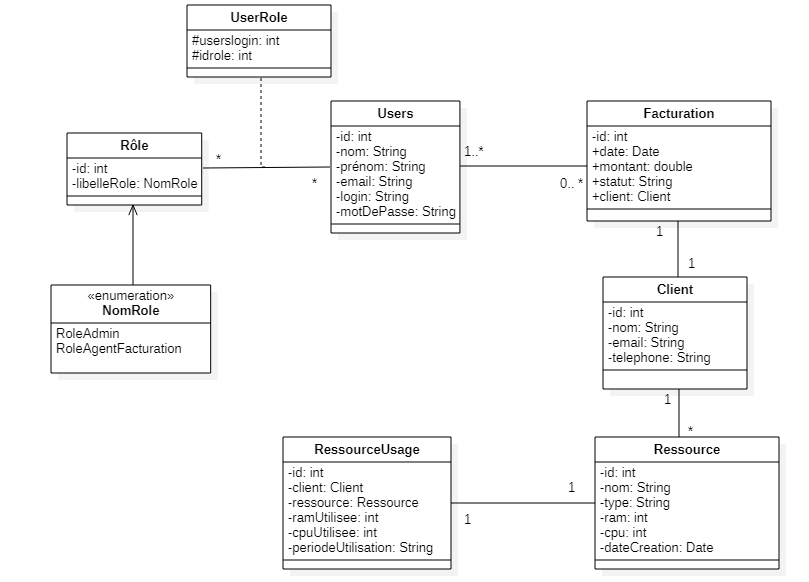 UserRole
#userslogin: int
#idrole: int
Users
-id: int
-nom: String
-prénom: String
-email: String
-login: String
-motDePasse: String
Facturation
-id: int
+date: Date
+montant: double
+statut: String
+client: Client
Rôle
-id: int
-libelleRole: NomRole
*
*
1..*
0.. *
1
1
«enumeration»
NomRole
RoleAdmin
RoleAgentFacturation
Client
-id: int
-nom: String
-email: String
-telephone: String
1
*
RessourceUsage
-id: int
-client: Client
-ressource: Ressource
-ramUtilisee: int
-cpuUtilisee: int
-periodeUtilisation: String
1
1
Ressource
-id: int
-nom: String
-type: String
-ram: int
-cpu: int
-dateCreation: Date